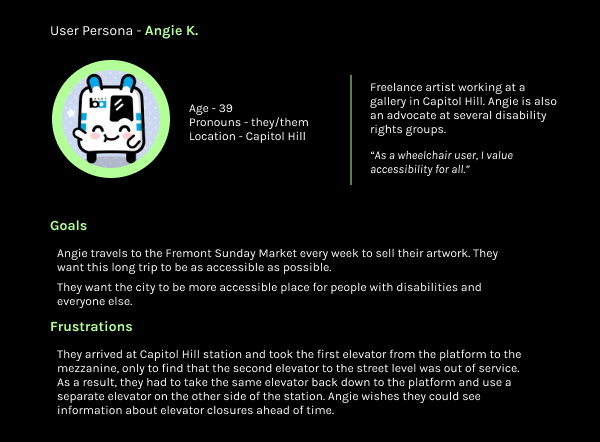 User Persona - Angie K.
Age - 39
Pronouns - they/them
Location - Capitol Hill
Freelance artist working at a
gallery in Capitol Hill. Angie is also
an advocate at several disability
rights groups.
“As a wheelchair user, I value
accessibility for all.”
Goals
Angie travels to the Fremont Sunday Market every week to sell their artwork. They
want this long trip to be as accessible as possible.
They want the city to be more accessible place for people with disabilities and
everyone else.
Frustrations
They arrived at Capitol Hill station and took the first elevator from the platform to the
mezzanine, only to find that the second elevator to the street level was out of service.
As a result, they had to take the same elevator back down to the platform and use a
separate elevator on the other side of the station. Angie wishes they could see
information about elevator closures ahead of time.